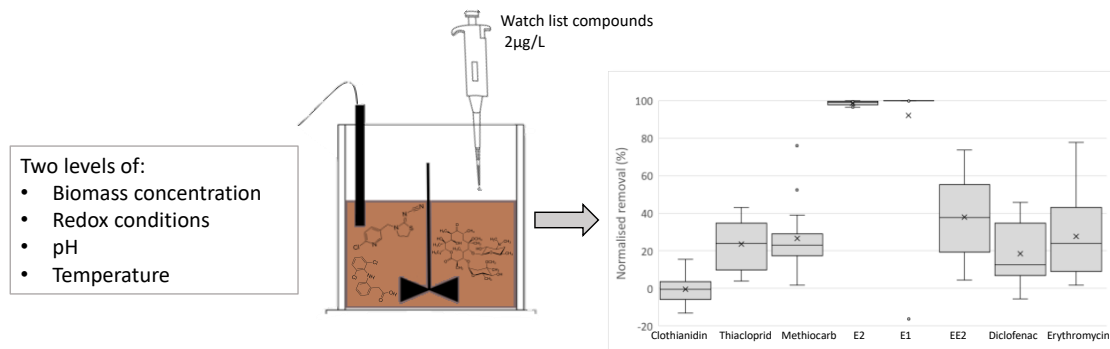 Watch list compounds
2µg/L
Two levels of:
• Biomass concentration
• Redox conditions
• pH
• Temperature
Normalised removal (%)
100
80
60
40
20
0
-20
Clothianidin Thiacloprid Methiocarb E2 E1 EE2 Diclofenac Erythromycin